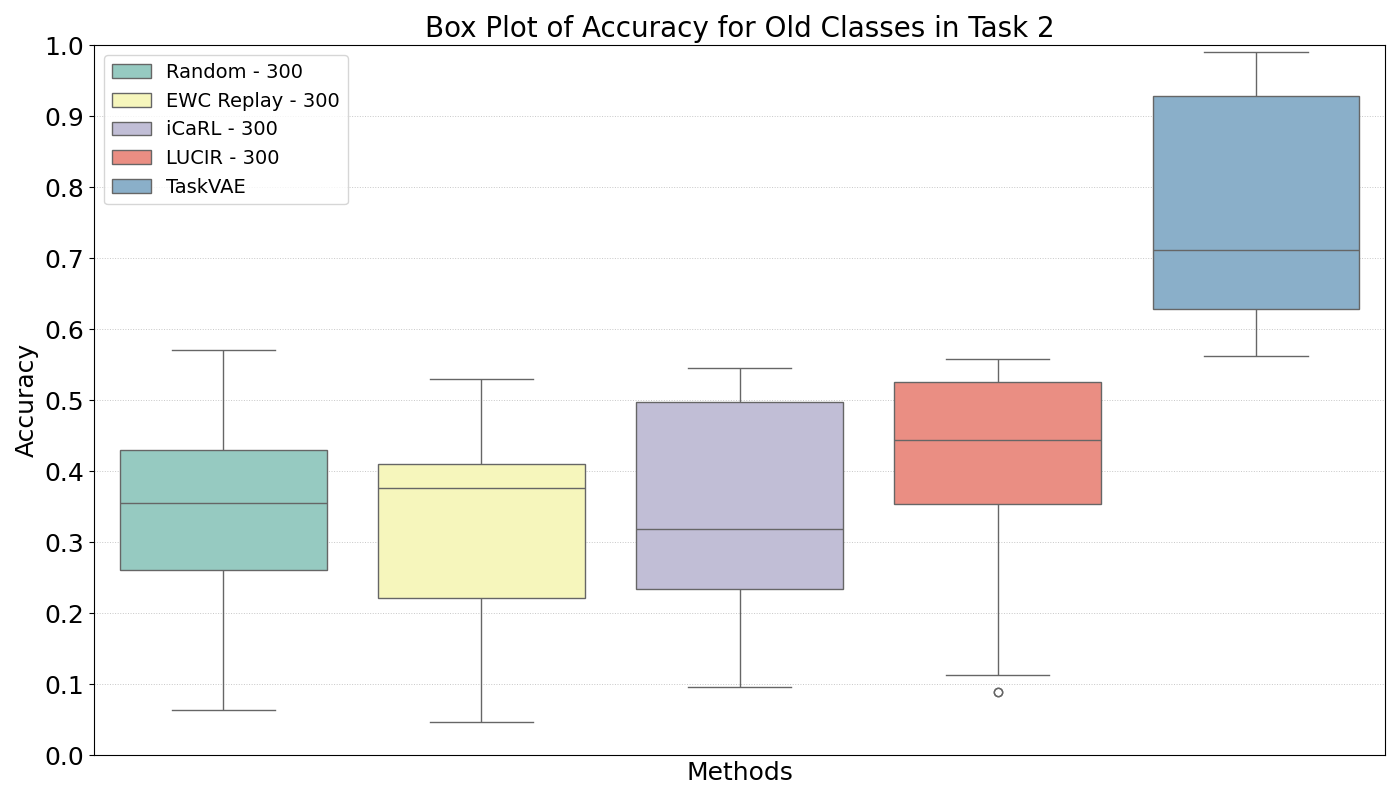 Box Plot of Accuracy for Old Classes in Task 2
1.0
0.9
0.8
0.7
0.6
0.5
0.4
0.3
0.2
0.1
0.0
Accuracy
Random - 300
EWC Replay - 300
iCaRL - 300
LUCIR - 300
TaskVAE
Methods